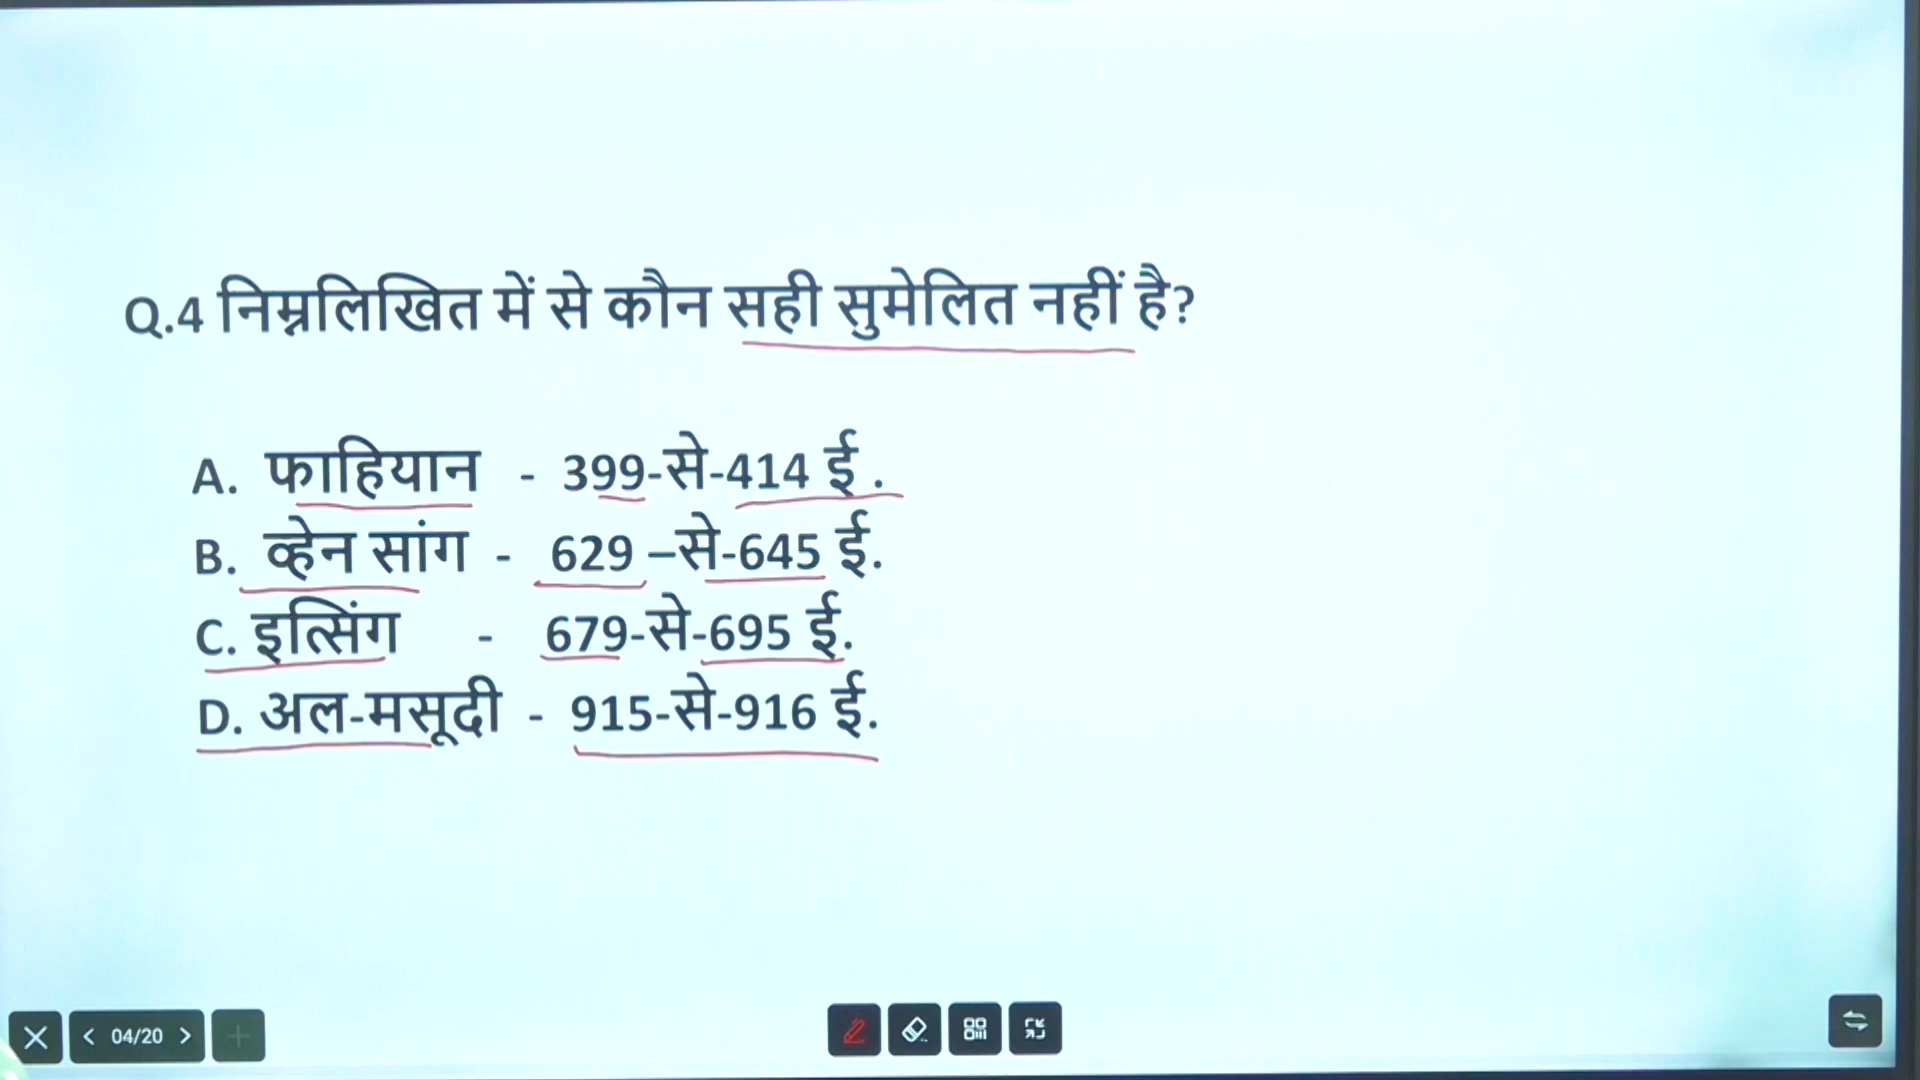 Q.4 निम्नलिखित में से कौन सही सुमेलित नहीं है?
A. फाहियान - 399-से-414 ई .
B. व्हेन सांग - 629 –से-645 ई.
C. इत्सिंग - 679-से-695 ई.
D. अल-मसूदी - 915-से-916 ई.
04/20